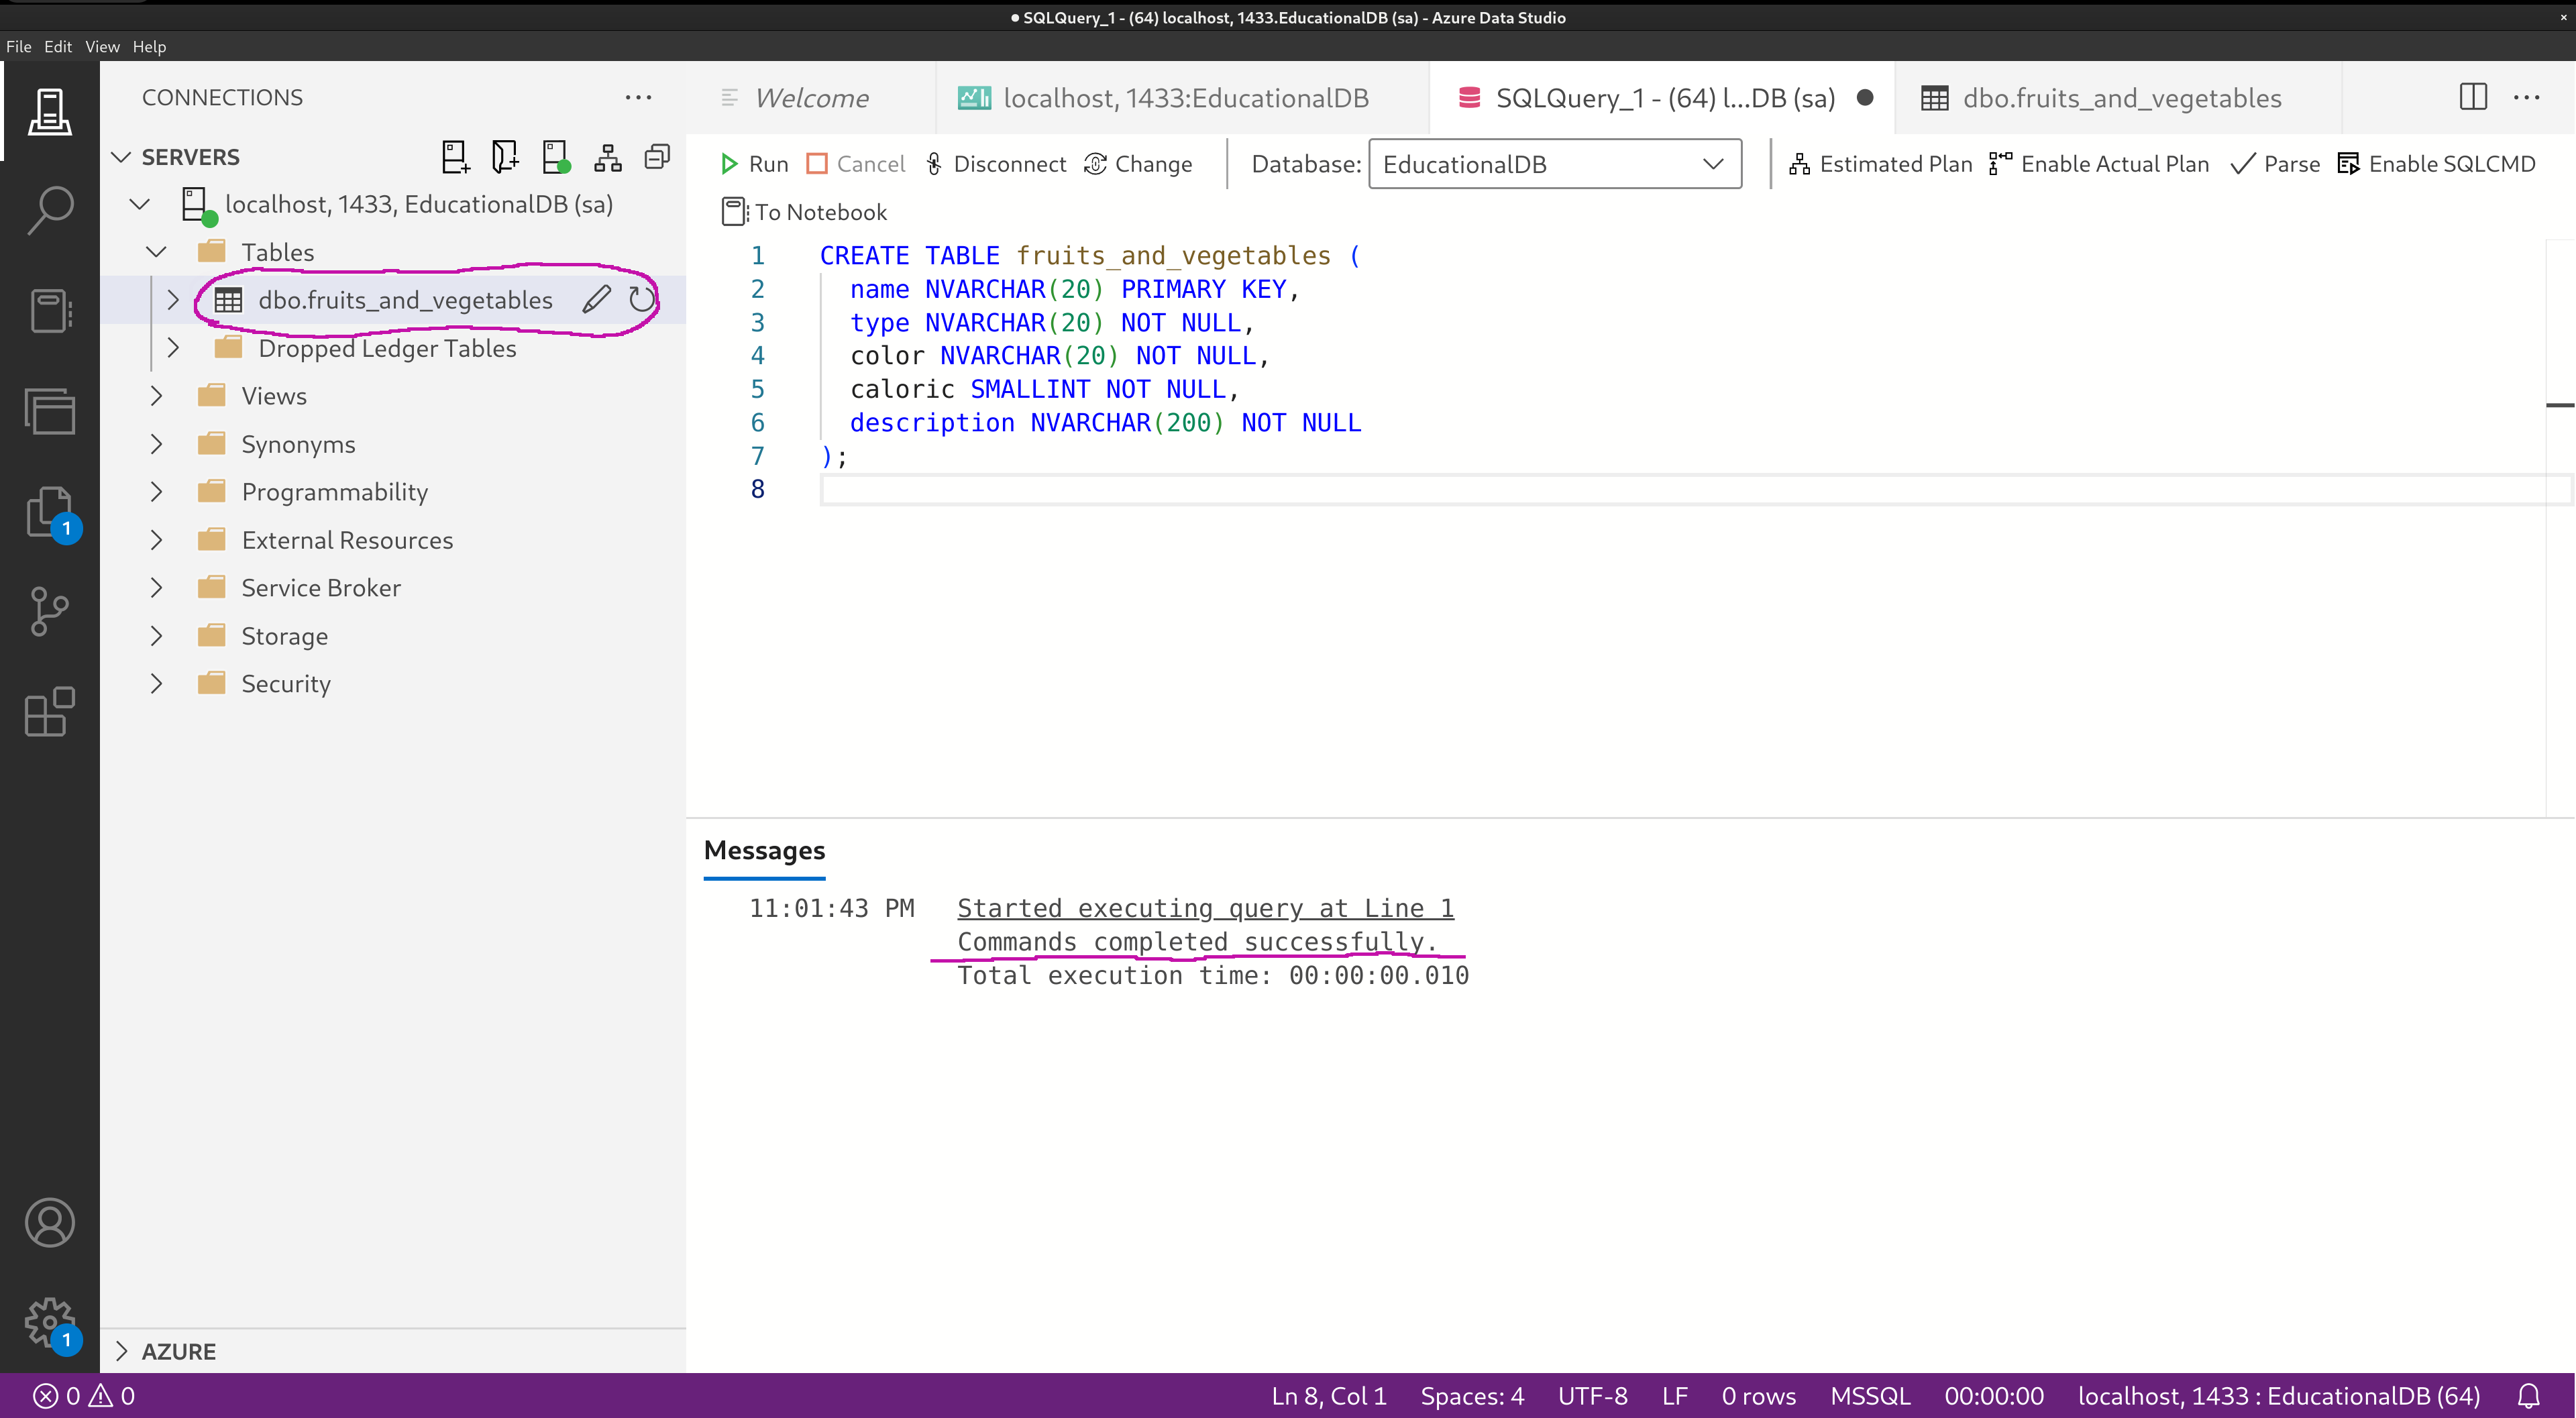 SQLQuery_1 - (64) localhost, 1433.EducationalDB (sa) - Azure Data Studio
File Edit View Help
CONNECTIONS
Welcome
localhost, 1433:EducationalDB
SQLQuery_1 - (64) l...DB (sa)
dbo.fruits_and_vegetables
SERVERS
Run Cancel Disconnect Change Database: EducationalDB Estimated Plan Enable Actual Plan Parse Enable SQLCMD
To Notebook
localhost, 1433, EducationalDB (sa)
Tables
dbo.fruits_and_vegetables
Dropped Ledger Tables
Views
Synonyms
Programmability
External Resources
Service Broker
Storage
Security
1 CREATE TABLE fruits_and_vegetables (
2 name NVARCHAR(20) PRIMARY KEY,
3 type NVARCHAR(20) NOT NULL,
4 color NVARCHAR(20) NOT NULL,
5 caloric SMALLINT NOT NULL,
6 description NVARCHAR(200) NOT NULL
7 );
8
1
Messages
11:01:43 PM Started executing query at Line 1
Commands completed successfully.
Total execution time: 00:00:00.010
1
AZURE
0 0
Ln 8, Col 1 Spaces: 4 UTF-8 LF 0 rows MSSQL 00:00:00 localhost, 1433 : EducationalDB (64)